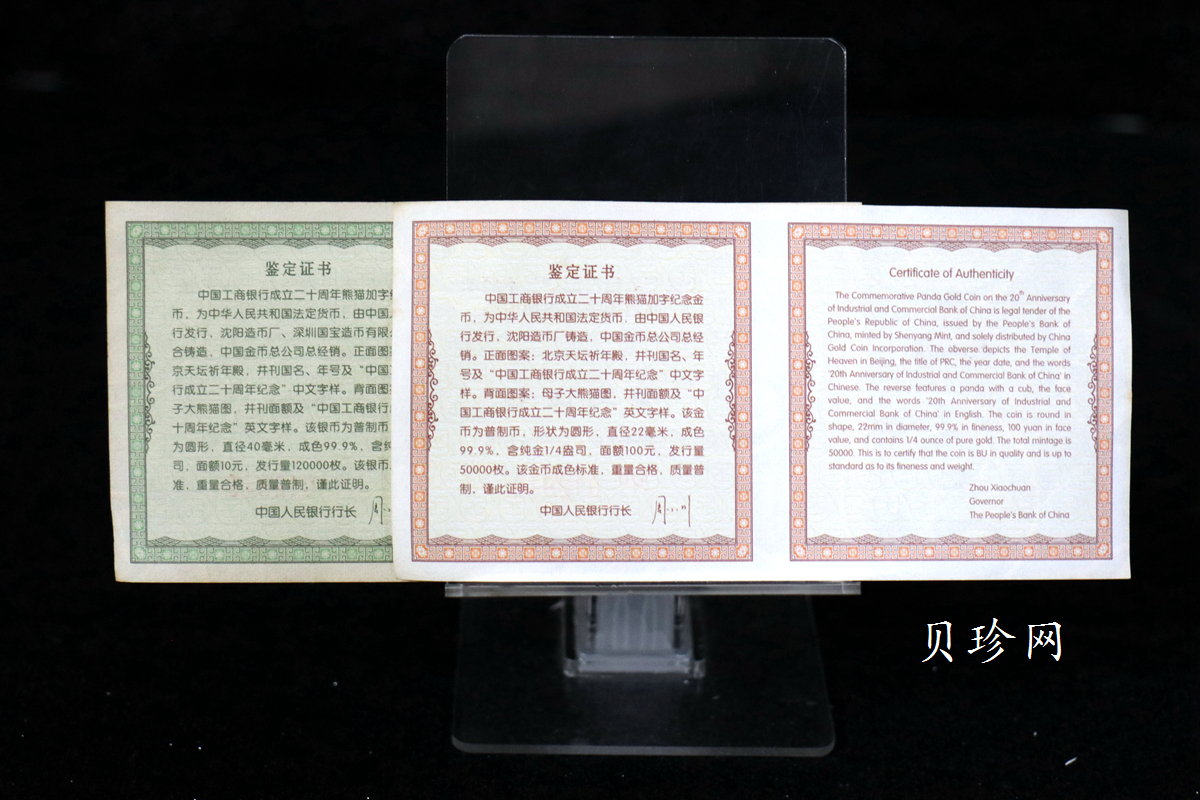 鉴定证书
中国工商银行成立二十周年熊猫加字
币，为中华人民共和国法定货币，由中国
行发行，沈阳造币厂、深圳国宝造币有限
合铸造，中国金币总公司总经销。正面图案：
京天坛祈年殿，并刊国名、年号及“中国
行成立二十周年纪念”中文字样。背面图案
子大熊猫图，并刊面额及“中国工商银行
十周年纪念”英文字样。该银币为普制币
为圆形，直径40毫米，成色99.9%，含纯
司，面额10元，发行量120000枚。该银币
准，重量合格，质量普制，谨此证明。
中国人民银行行长
鉴定证书
中国工商银行成立二十周年熊猫加字纪念金
币，为中华人民共和国法定货币，由中国人民银
行发行，沈阳造币厂铸造，中国金币总公司总经
销。正面图案：北京天坛祈年殿，并刊国名、年
号及“中国工商银行成立二十周年纪念”中文字
样。背面图案：母子大熊猫图，并刊面额及“中
国工商银行成立二十周年纪念”英文字样。该金
币为普制币，形状为圆形，直径22毫米，成色
99.9%，含纯金1/4盎司，面额100元，发行量
50000枚。该金币成色标准，重量合格，质量普
制，谨此证明。
中国人民银行行长
Certificate of Authenticity
The Commemorative Panda Gold Coin on the 20th Anniversary
of Industrial and Commercial Bank of China is legal tender of the
People's Republic of China, issued by the People's Bank of
China, minted by Shenyang Mint, and solely distributed by China
Gold Coin Incorporation. The obverse depicts the Temple of
Heaven in Beijing, the title of PRC, the year date, and the words
'20th Anniversary of Industrial and Commercial Bank of China' in
Chinese. The reverse features a panda with a cub, the face
value, and the words '20th Anniversary of Industrial and
Commercial Bank of China' in English. The coin is round in
shape, 22mm in diameter, 99.9% in fineness, 100 yuan in face
value, and contains 1/4 ounce of pure gold. The total mintage is
50000. This is to certify that the coin is BU in quality and is up to
standard as to its fineness and weight.
Zhou Xiaochuan
Governor
The People's Bank of China
贝珍网